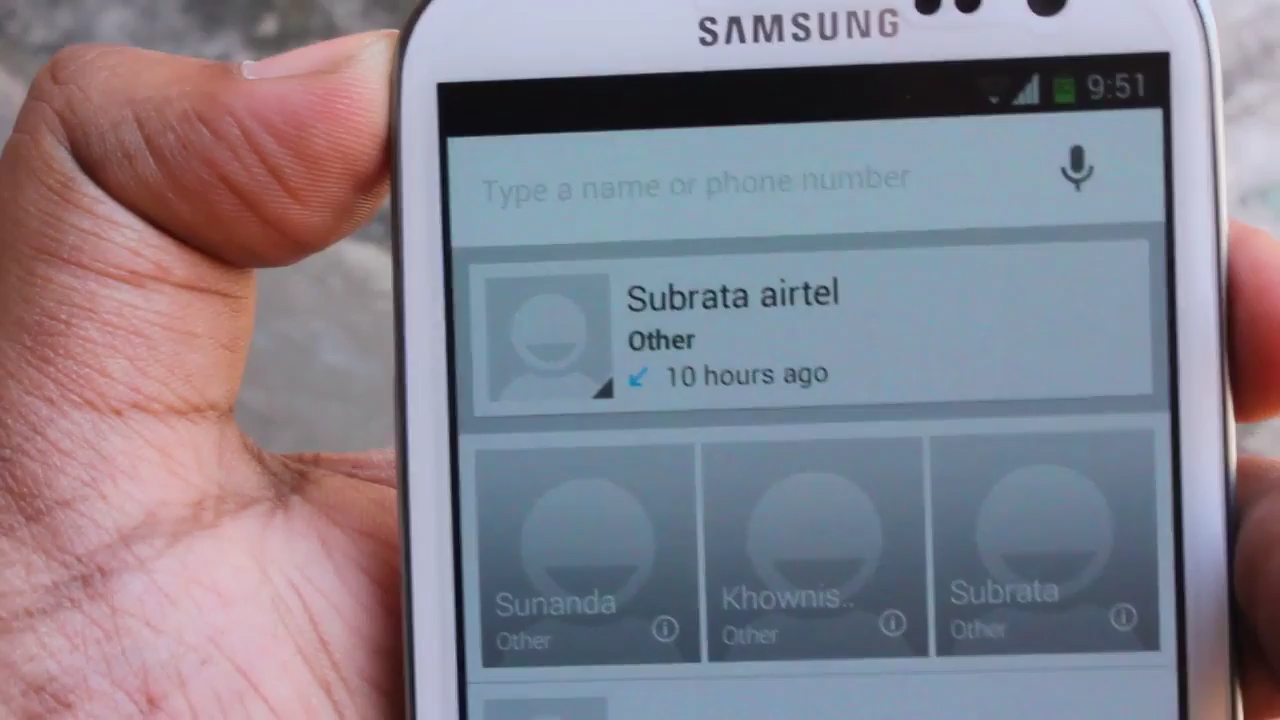 SAMSUNG
9:51
Type a name or phone number
Subrata airtel
Other
10 hours ago
Sunanda
Other
Khownis..
Other
Subrata
Other